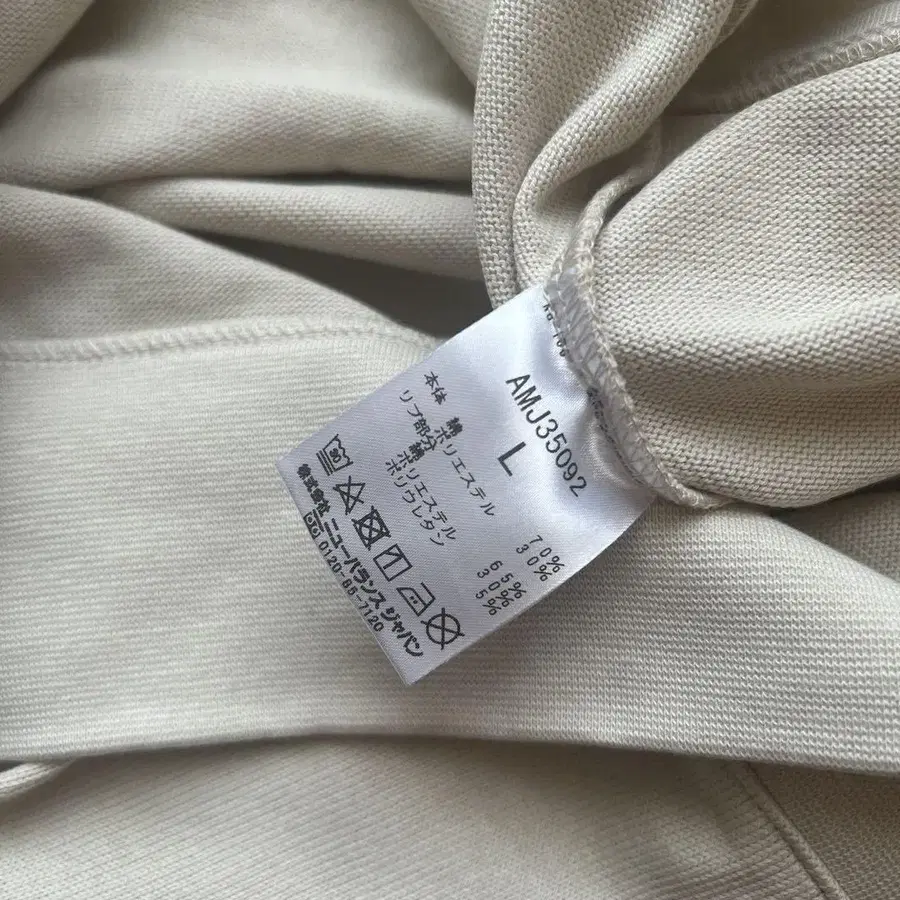 AMJ35092
L
本体 綿 70%
ポリエステル 30%
リブ部分 綿 65%
ポリエステル 30%
ポリウレタン 5%
30
株式会社 ニューバランス ジャパン
0120-85-7120